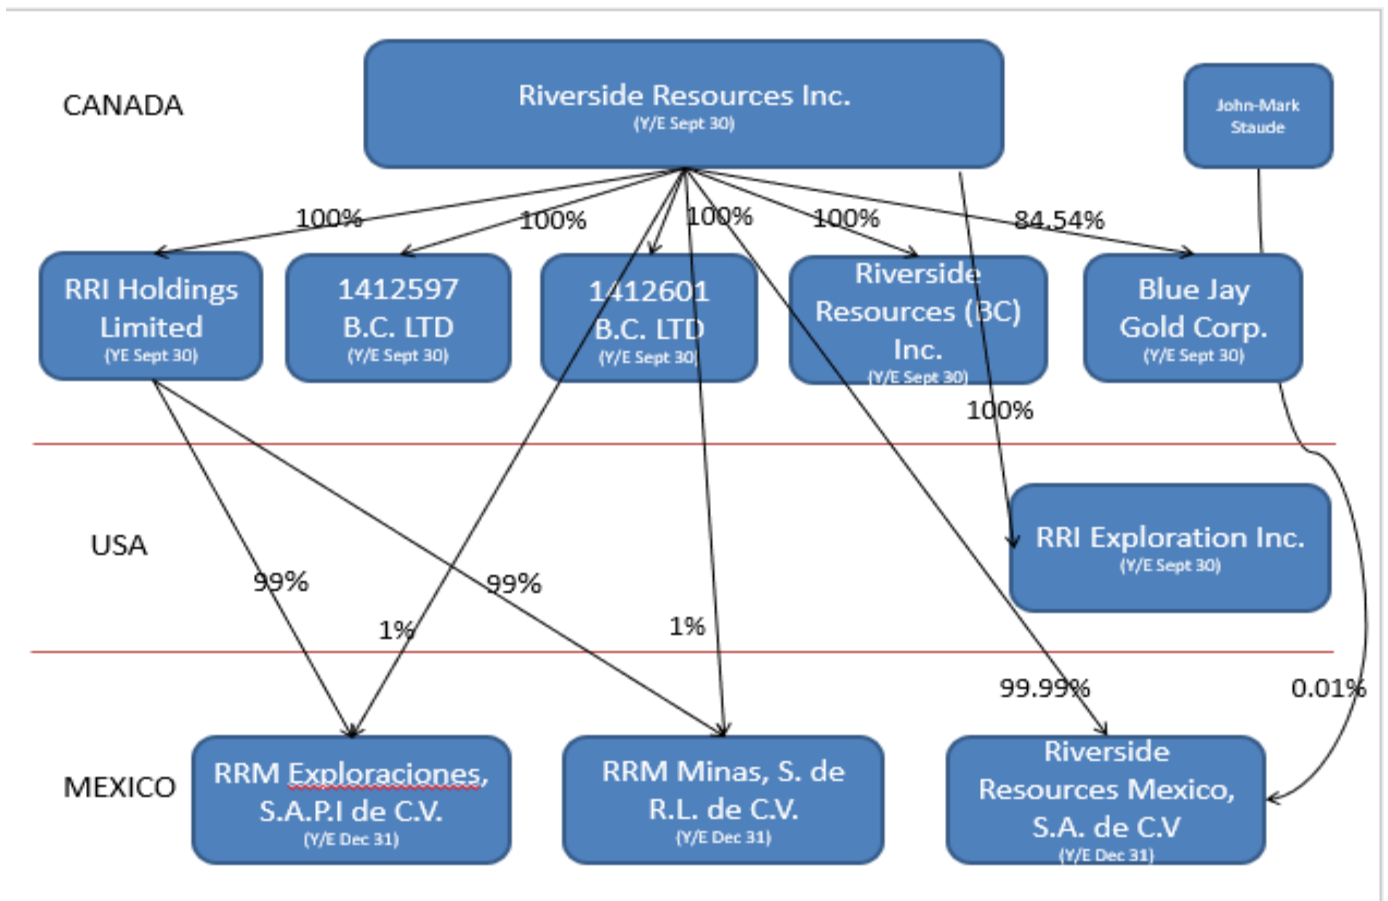 CANADA
Riverside Resources Inc.
(Y/E Sept 30)
John-Mark
Staude
100%
100%
100%
100%
84.54%
RRI Holdings
Limited
(YE Sept 30)
1412597
B.C. LTD
(Y/E Sept 30)
1412601
B.C. LTD
(Y/E Sept 30)
Riverside
Resources (BC)
Inc.
(Y/E Sept 30)
Blue Jay
Gold Corp.
(Y/E Sept 30)
100%
USA
RRI Exploration Inc.
(Y/E Sept 30)
99%
99%
1%
1%
99.99%
0.01%
MEXICO
RRM Exploraciones,
S.A.P.I de C.V.
(Y/E Dec 31)
RRM Minas, S. de
R.L. de C.V.
(Y/E Dec 31)
Riverside
Resources Mexico,
S.A. de C.V
(Y/E Dec 31)